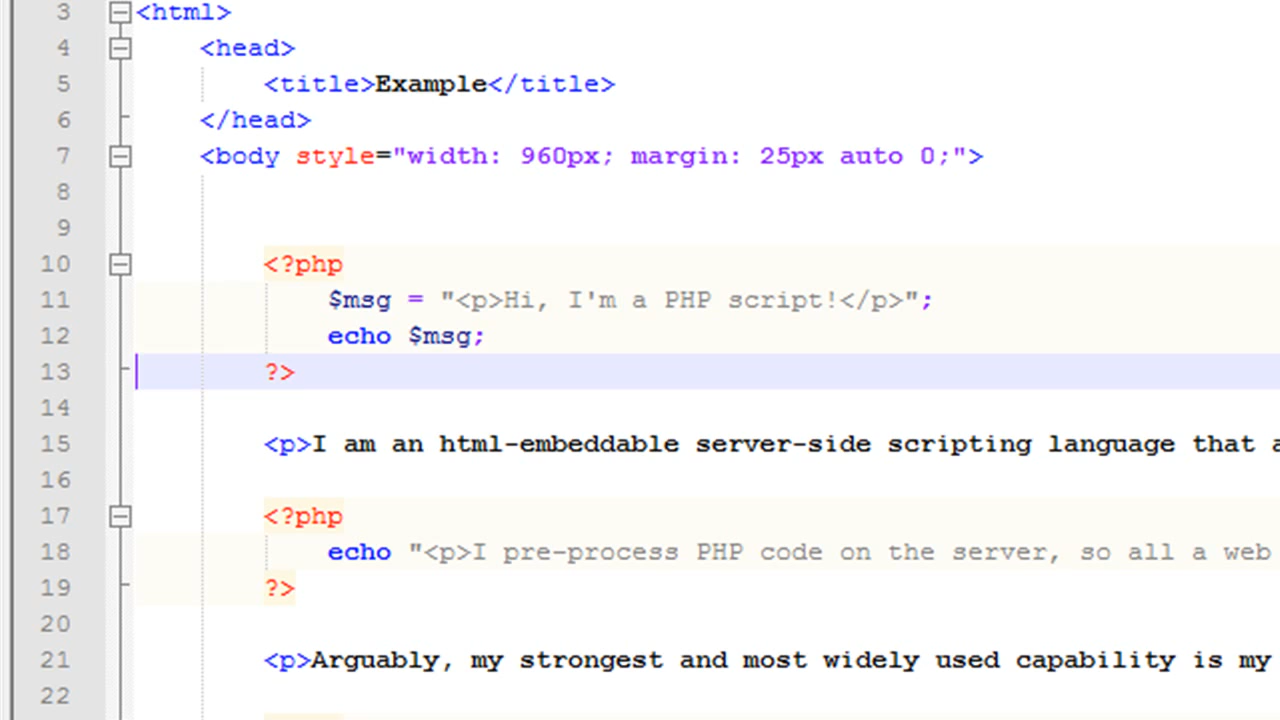 3 <html>
4 <head>
5 <title>Example</title>
6 </head>
7 <body style="width: 960px; margin: 25px auto 0;">
8
9
10 <?php
11 $msg = "<p>Hi, I'm a PHP script!</p>";
12 echo $msg;
13 ?>
14
15 <p>I am an html-embeddable server-side scripting language that a
16
17 <?php
18 echo "<p>I pre-process PHP code on the server, so all a web
19 ?>
20
21 <p>Arguably, my strongest and most widely used capability is my
22